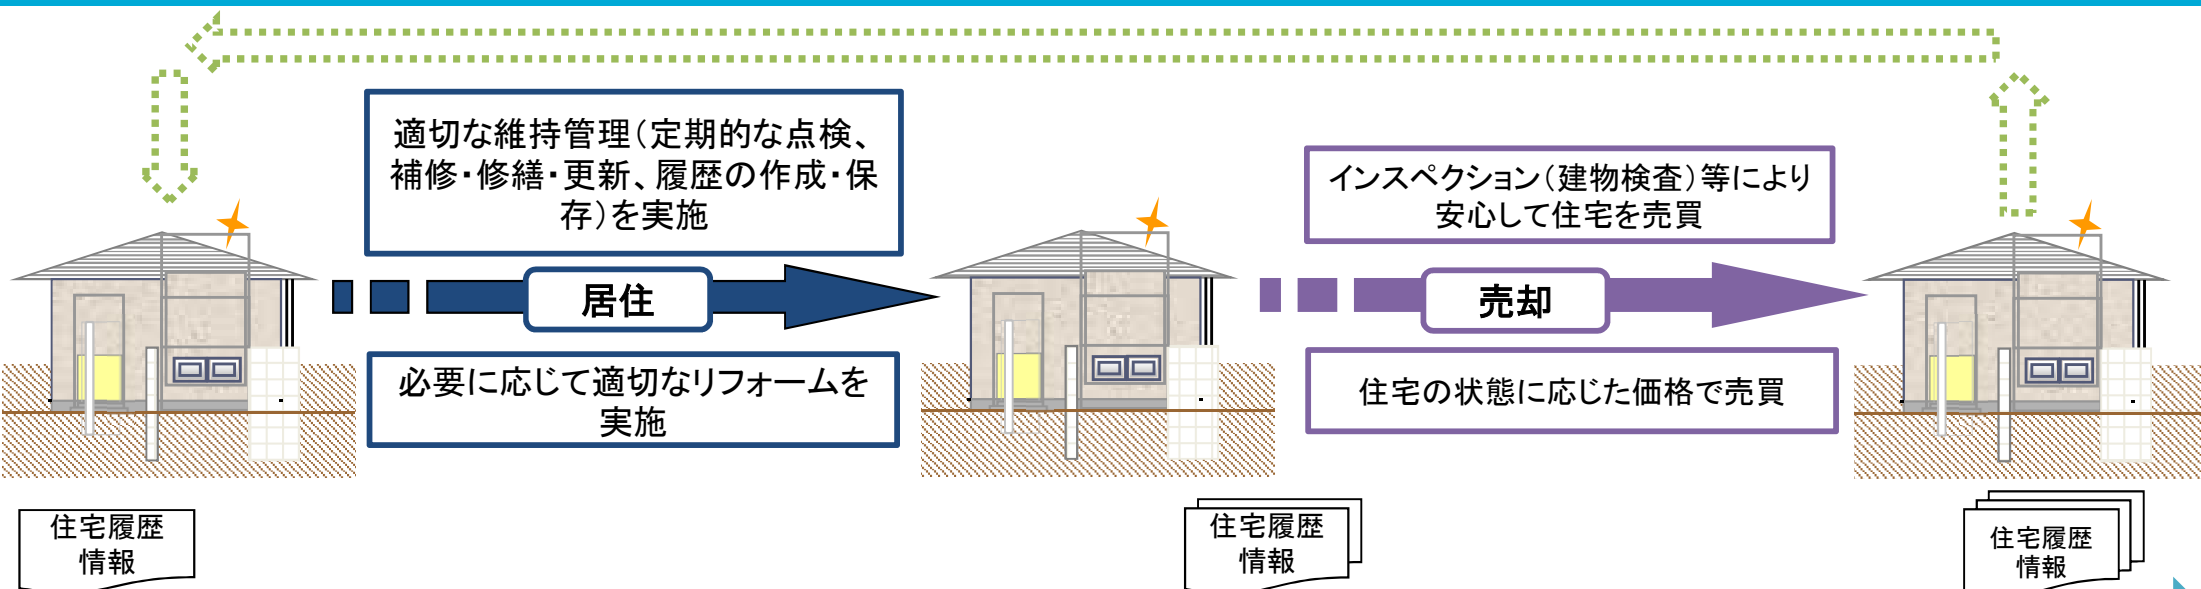 適切な維持管理（定期的な点検、
補修・修繕・更新、履歴の作成・保
存）を実施
インスペクション（建物検査）等により
安心して住宅を売買
居住
売却
必要に応じて適切なリフォームを
実施
住宅の状態に応じた価格で売買
住宅履歴
情報
住宅履歴
情報
住宅履歴
情報